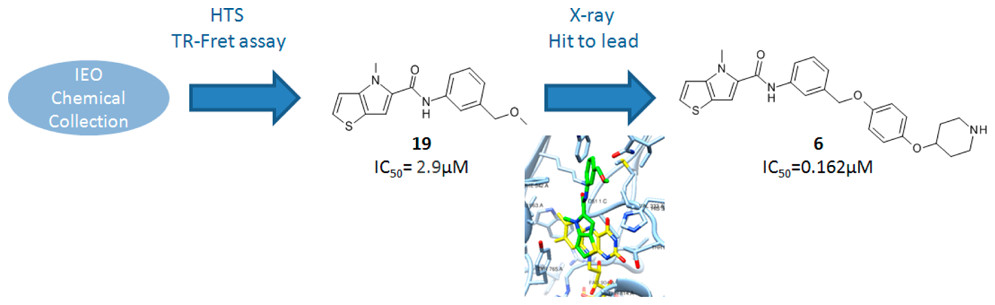 HTS
TR-Fret assay
IEO
Chemical
Collection
N
O
N
H
S
O
19
IC50= 2.9µM
X-ray
Hit to lead
N
O
N
H
S
O
O
NH
6
IC50=0.162µM